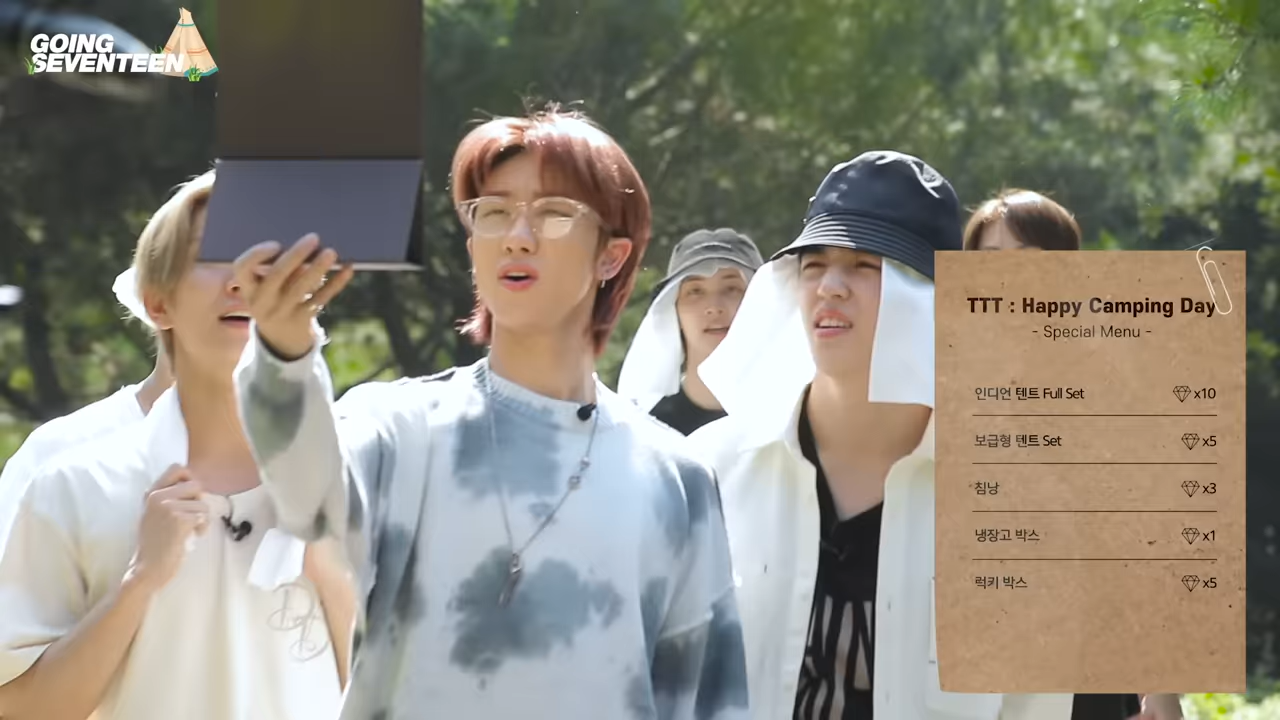 GOING
SEVENTEEN
TTT : Happy Camping Day
- Special Menu -
인디언 텐트 Full Set x10
보급형 텐트 Set x5
침낭 x3
냉장고 박스 x1
럭키 박스 x5